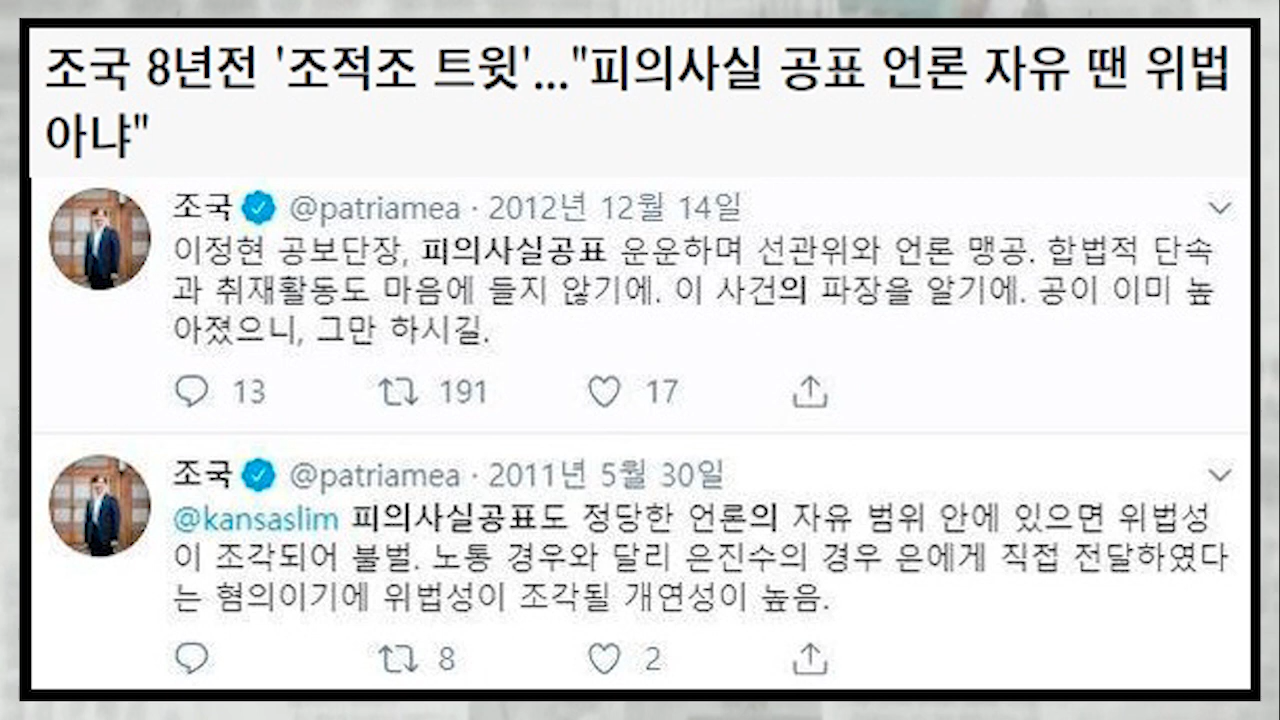 조국 8년전 '조적조 트윗'..."피의사실 공표 언론 자유 땐 위법
아냐"
조국 @patriamea · 2012년 12월 14일
이정현 공보단장, 피의사실공표 운운하며 선관위와 언론 맹공. 합법적 단속
과 취재활동도 마음에 들지 않기에. 이 사건의 파장을 알기에. 공이 이미 높
아졌으니, 그만 하시길.
13 191 17
조국 @patriamea · 2011년 5월 30일
@kansaslim 피의사실공표도 정당한 언론의 자유 범위 안에 있으면 위법성
이 조각되어 불벌. 노통 경우와 달리 은진수의 경우 은에게 직접 전달하였다
는 혐의이기에 위법성이 조각될 개연성이 높음.
8 2